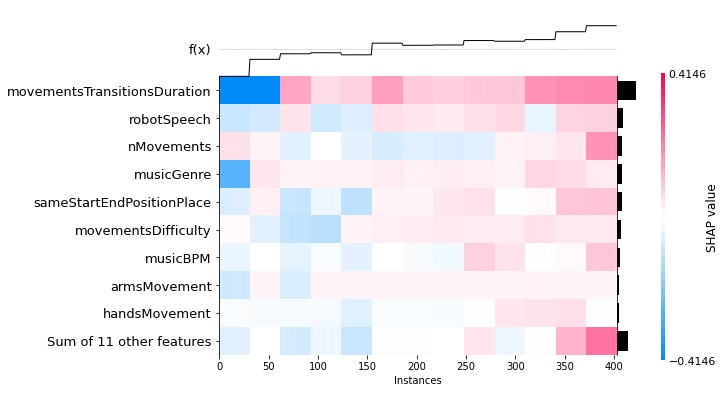 f(x)
0.4146
movementsTransitionsDuration
robotSpeech
nMovements
musicGenre
sameStartEndPositionPlace
movementsDifficulty
musicBPM
armsMovement
handsMovement
Sum of 11 other features
SHAP value
−0.4146
0 50 100 150 200 250 300 350 400
Instances